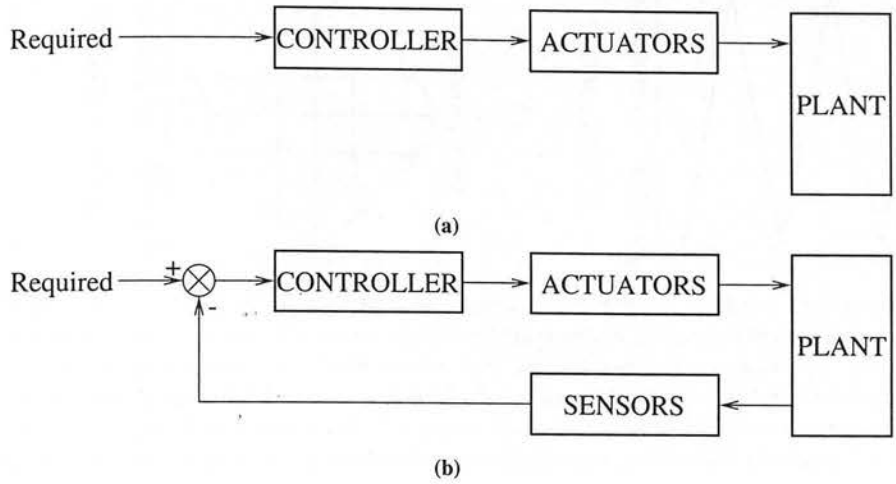 Required
CONTROLLER
ACTUATORS
PLANT
(a)
Required
+
-
CONTROLLER
ACTUATORS
PLANT
SENSORS
(b)